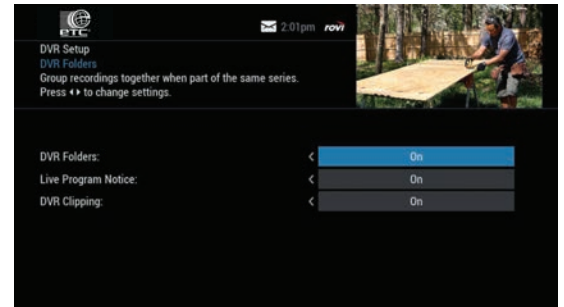 etc
2:01pm rovi
DVR Setup
DVR Folders
Group recordings together when part of the same series.
Press ◂ ▸ to change settings.
DVR Folders: < On
Live Program Notice: < On
DVR Clipping: < On